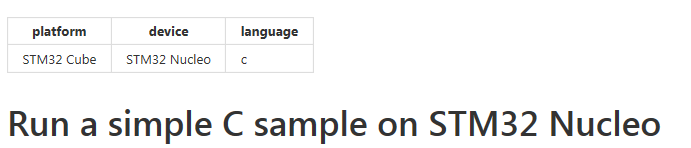 platform device language
STM32 Cube STM32 Nucleo c
Run a simple C sample on STM32 Nucleo